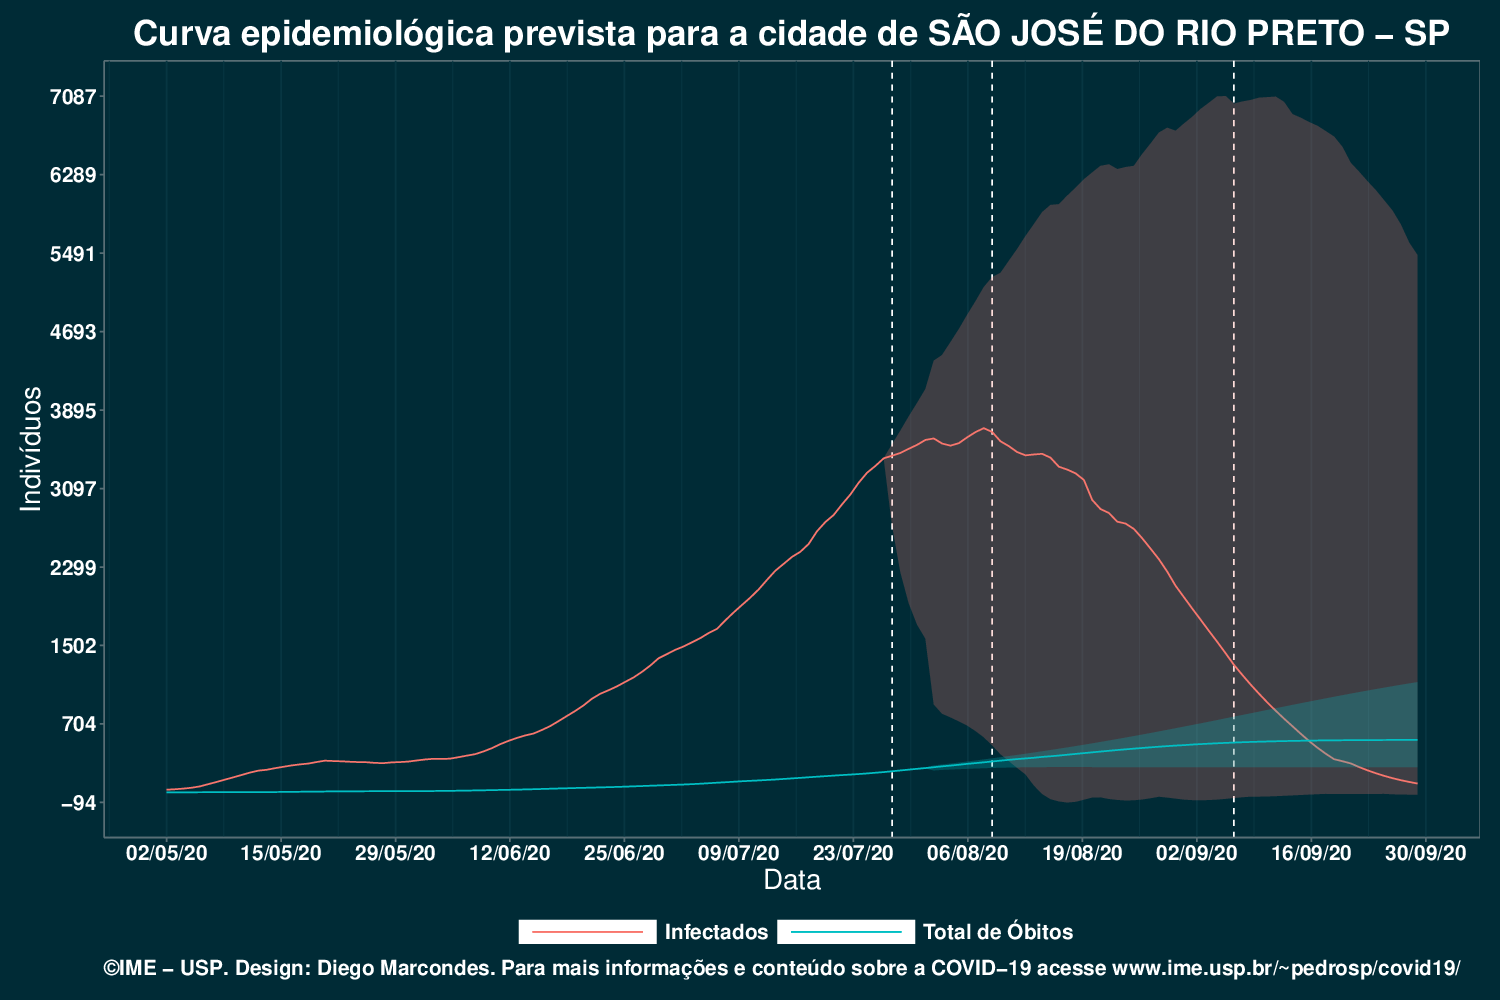 Curva epidemiológica prevista para a cidade de SÃO JOSÉ DO RIO PRETO – SP
7087
6289
5491
4693
3895
3097
2299
1502
704
−94
Indivíduos
02/05/20 15/05/20 29/05/20 12/06/20 25/06/20 09/07/20 23/07/20 06/08/20 19/08/20 02/09/20 16/09/20 30/09/20
Data
Infectados Total de Óbitos
©IME – USP. Design: Diego Marcondes. Para mais informações e conteúdo sobre a COVID−19 acesse www.ime.usp.br/~pedrosp/covid19/